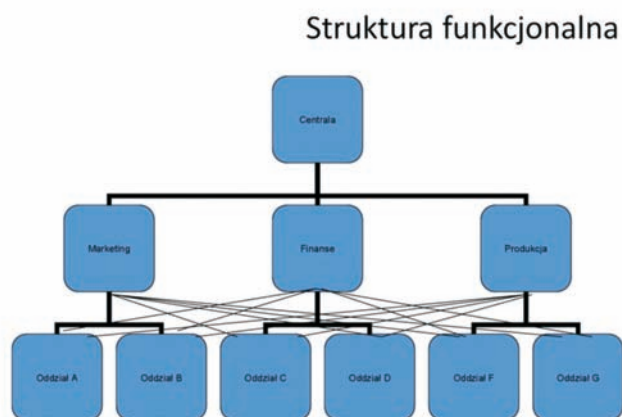 Struktura funkcjonalna
Centrala
Marketing
Finanse
Produkcja
Oddział A
Oddział B
Oddział C
Oddział D
Oddział F
Oddział G